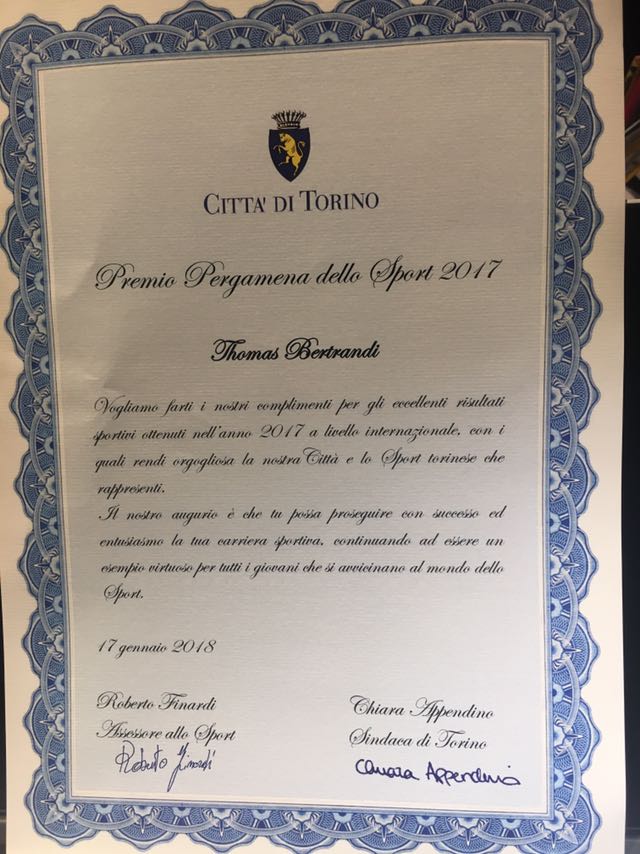 CITTA' DI TORINO
Premio Pergamena dello Sport 2017
Thomas Bertrandi
Vogliamo farti i nostri complimenti per gli eccellenti risultati
sportivi ottenuti nell'anno 2017 a livello internazionale, con i
quali rendi orgogliosa la nostra Città e lo Sport torinese che
rappresenti.
Il nostro augurio è che tu possa proseguire con successo ed
entusiasmo la tua carriera sportiva, continuando ad essere un
esempio virtuoso per tutti i giovani che si avvicinano al mondo dello
Sport.
17 gennaio 2018
Roberto Finardi
Assessore allo Sport
Roberto Finardi
Chiara Appendino
Sindaca di Torino
Chiara Appendino